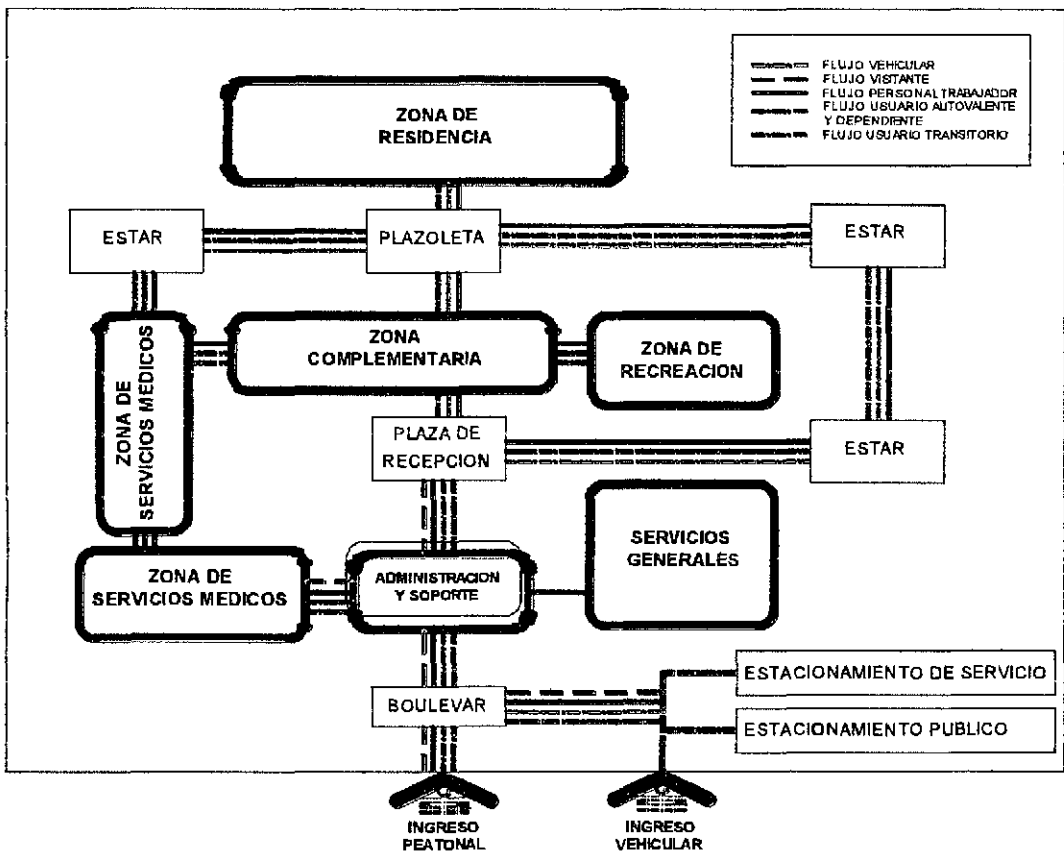 FLUJO VEHICULAR
FLUJO VISTANTE
FLUJO PERSONAL TRABAJADOR
FLUJO USUARIO AUTOVALENTE
Y DEPENDIENTE
FLUJO USUARIO TRANSITORIO
ZONA DE
RESIDENCIA
ESTAR
PLAZOLETA
ESTAR
ZONA DE
SERVICIOS MEDICOS
ZONA
COMPLEMENTARIA
ZONA DE
RECREACION
PLAZA DE
RECEPCION
ESTAR
SERVICIOS
GENERALES
ZONA DE
SERVICIOS MEDICOS
ADMINISTRACION
Y SOPORTE
ESTACIONAMIENTO DE SERVICIO
BOULEVAR
ESTACIONAMIENTO PUBLICO
INGRESO
PEATONAL
INGRESO
VEHICULAR